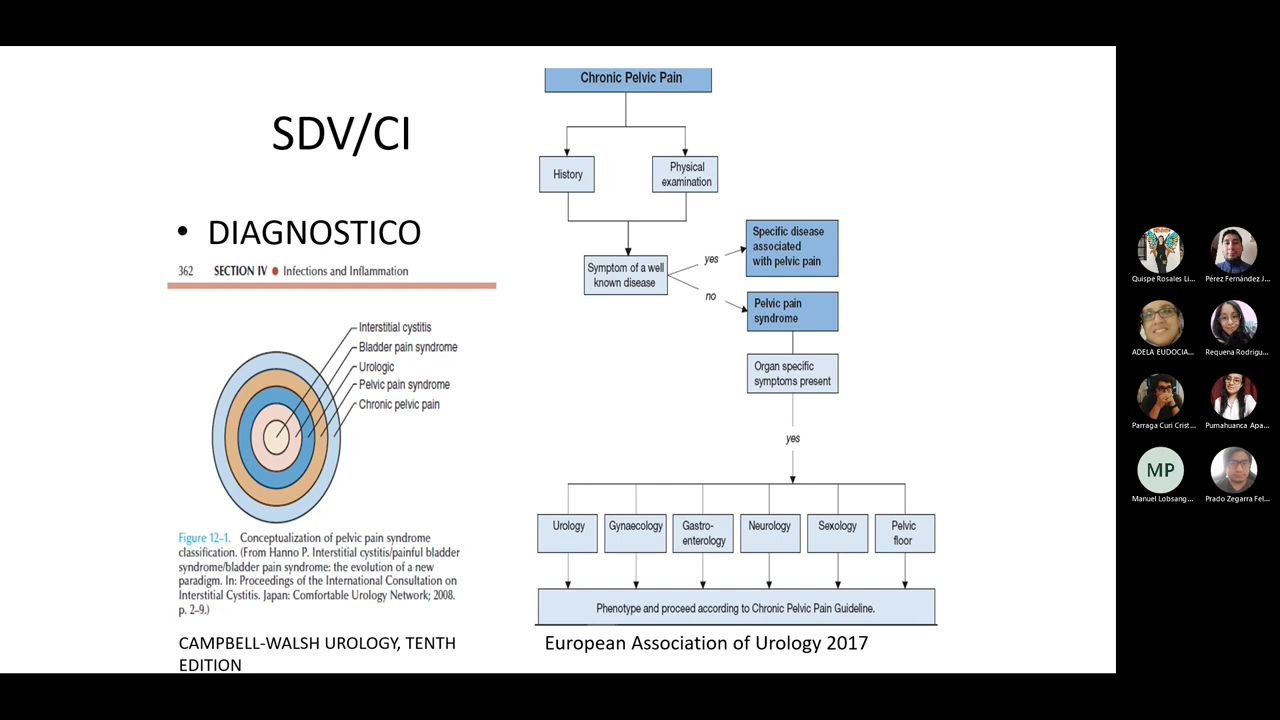 SDV/CI
• DIAGNOSTICO
362 SECTION IV ● Infections and Inflammation
Interstitial cystitis
Bladder pain syndrome
Urologic
Pelvic pain syndrome
Chronic pelvic pain
Figure 12-1. Conceptualization of pelvic pain syndrome
classification. (From Hanno P. Interstitial cystitis/painful bladder
syndrome/bladder pain syndrome: the evolution of a new
paradigm. In: Proceedings of the International Consultation on
Interstitial Cystitis. Japan: Comfortable Urology Network; 2008.
p. 2-9.)
CAMPBELL-WALSH UROLOGY, TENTH
EDITION
Chronic Pelvic Pain
History
Physical
examination
Symptom of a well
known disease
yes
no
Specific disease
associated
with pelvic pain
Pelvic pain
syndrome
Organ specific
symptoms present
yes
Urology
Gynaecology
Gastro-
enterology
Neurology
Sexology
Pelvic
floor
Phenotype and proceed according to Chronic Pelvic Pain Guideline.
European Association of Urology 2017
Quispe Rosales Li...
Pérez Fernández J...
ADELA EUDOCIA...
Requena Rodrigu...
Parraga Curi Crist...
Pumahuanca Apa...
MP
Manuel Lobsang...
Prado Zegarra Fel...